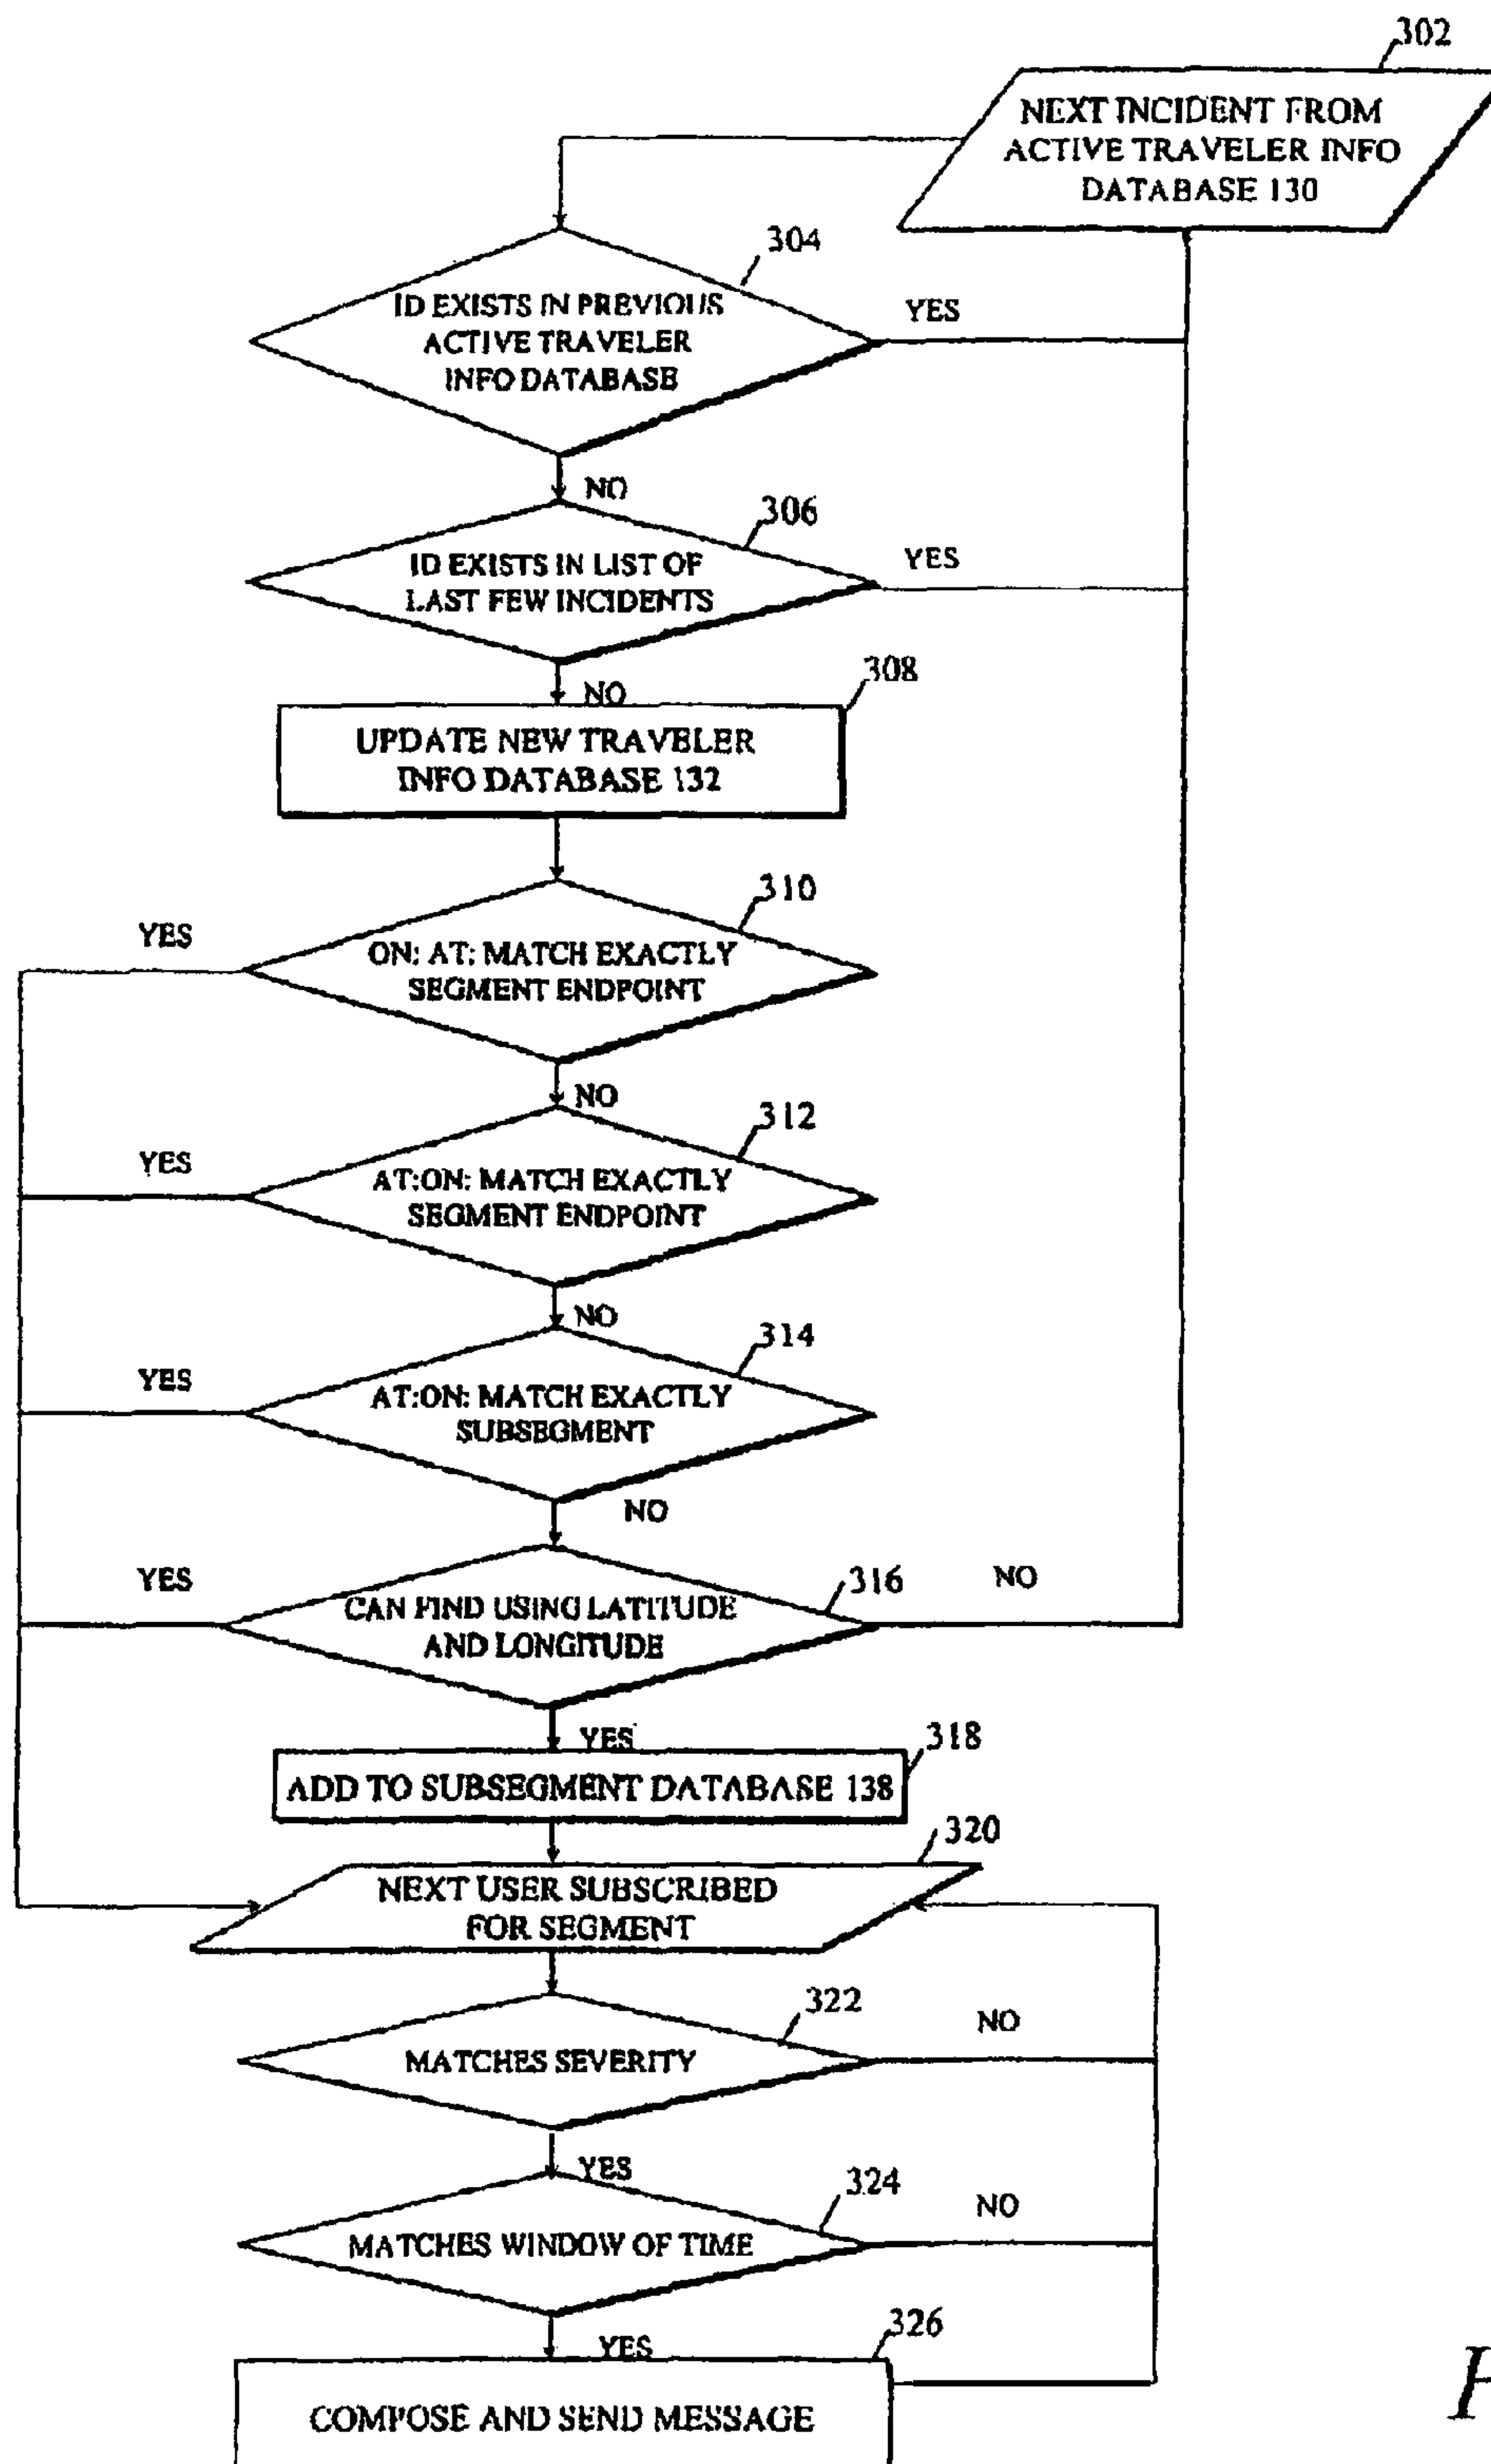 302
NEXT INCIDENT FROM
ACTIVE TRAVELER INFO
DATABASE 130
304
ID EXISTS IN PREVIOUS
ACTIVE TRAVELER
INFO DATABASE
YES
NO
306
ID EXISTS IN LIST OF
LAST FEW INCIDENTS
YES
NO
308
UPDATE NEW TRAVELER
INFO DATABASE 132
310
YES
ON: AT: MATCH EXACTLY
SEGMENT ENDPOINT
NO
312
YES
AT:ON: MATCH EXACTLY
SEGMENT ENDPOINT
NO
314
YES
AT:ON: MATCH EXACTLY
SUBSEGMENT
NO
YES
316
NO
CAN FIND USING LATITUDE
AND LONGITUDE
YES
318
ADD TO SUBSEGMENT DATABASE 138
320
NEXT USER SUBSCRIBED
FOR SEGMENT
322
NO
MATCHES SEVERITY
YES
324
NO
MATCHES WINDOW OF TIME
YES
326
COMPOSE AND SEND MESSAGE